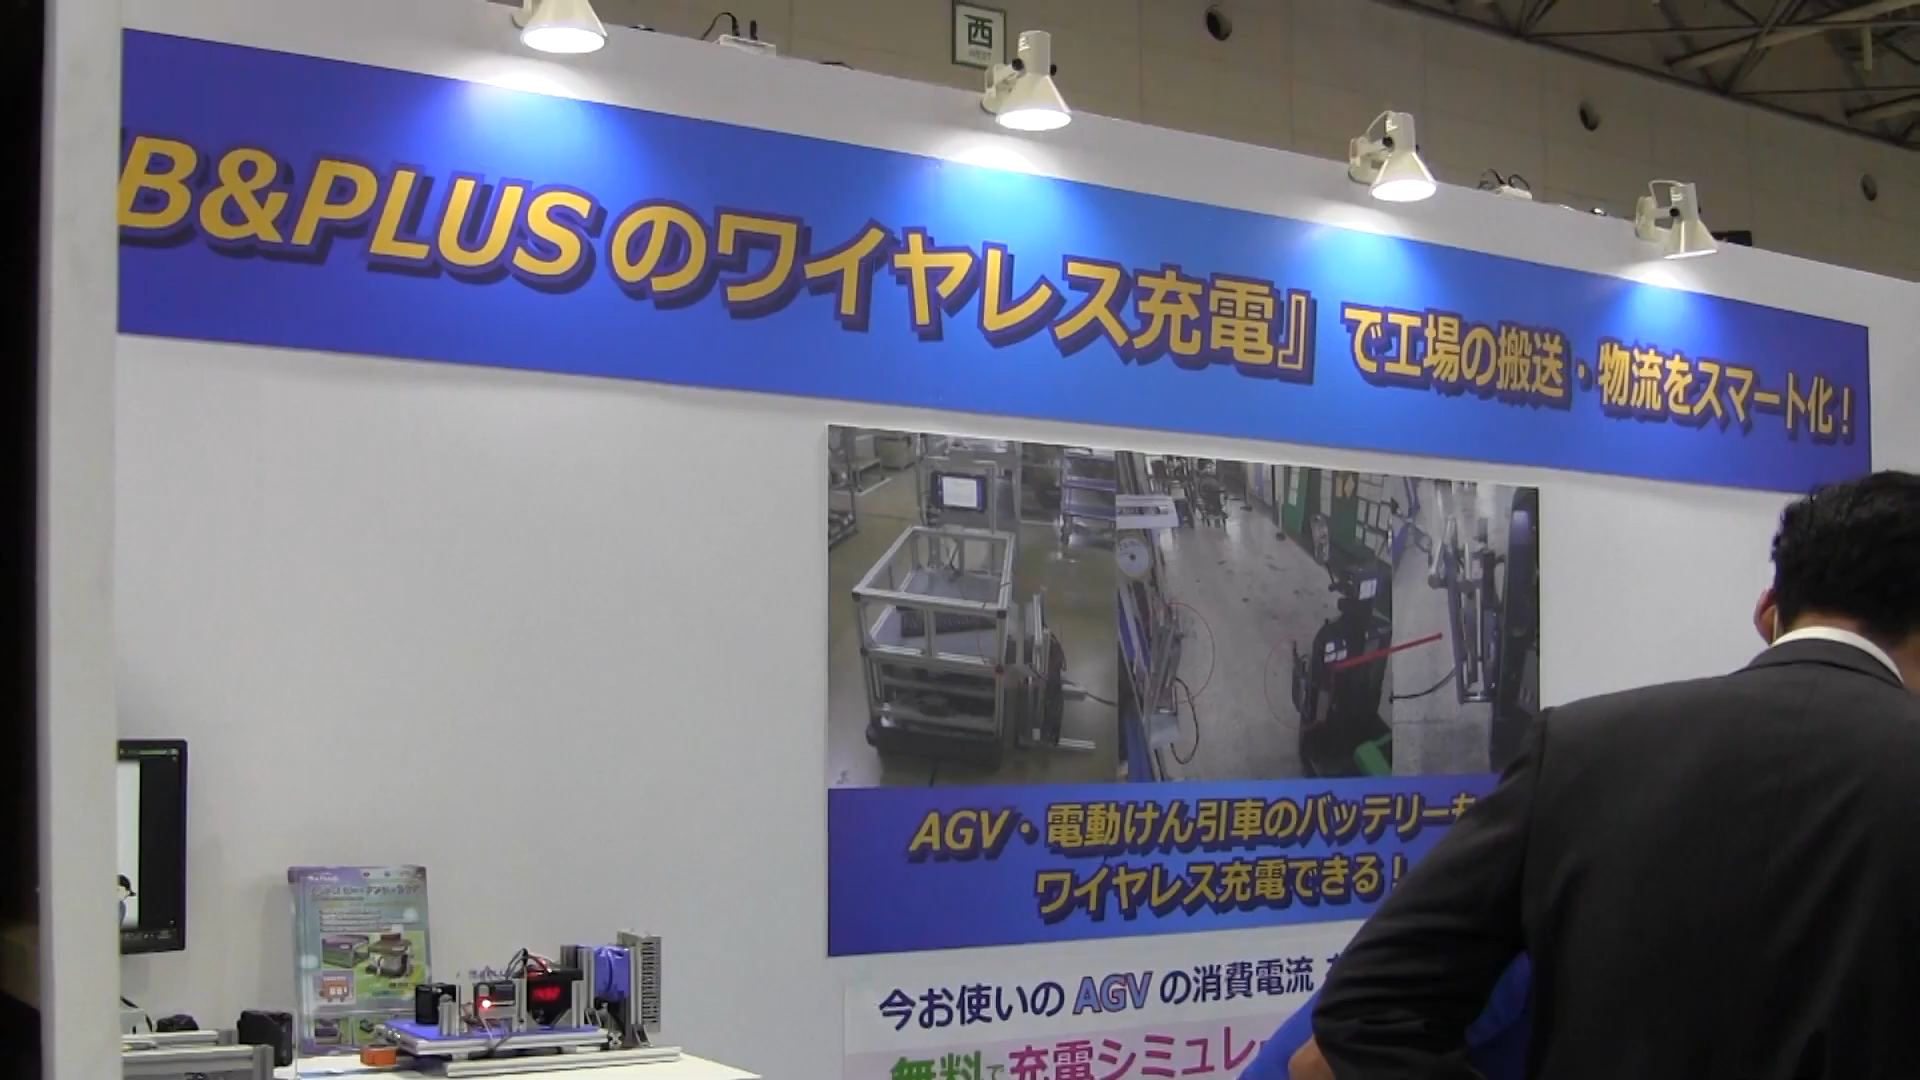 西
B&PLUSのワイヤレス充電』で工場の搬送・物流をスマート化！
AGV・電動けん引車のバッテリーも
ワイヤレス充電できる！
今お使いのAGVの消費電流
無料で充電シミュレー